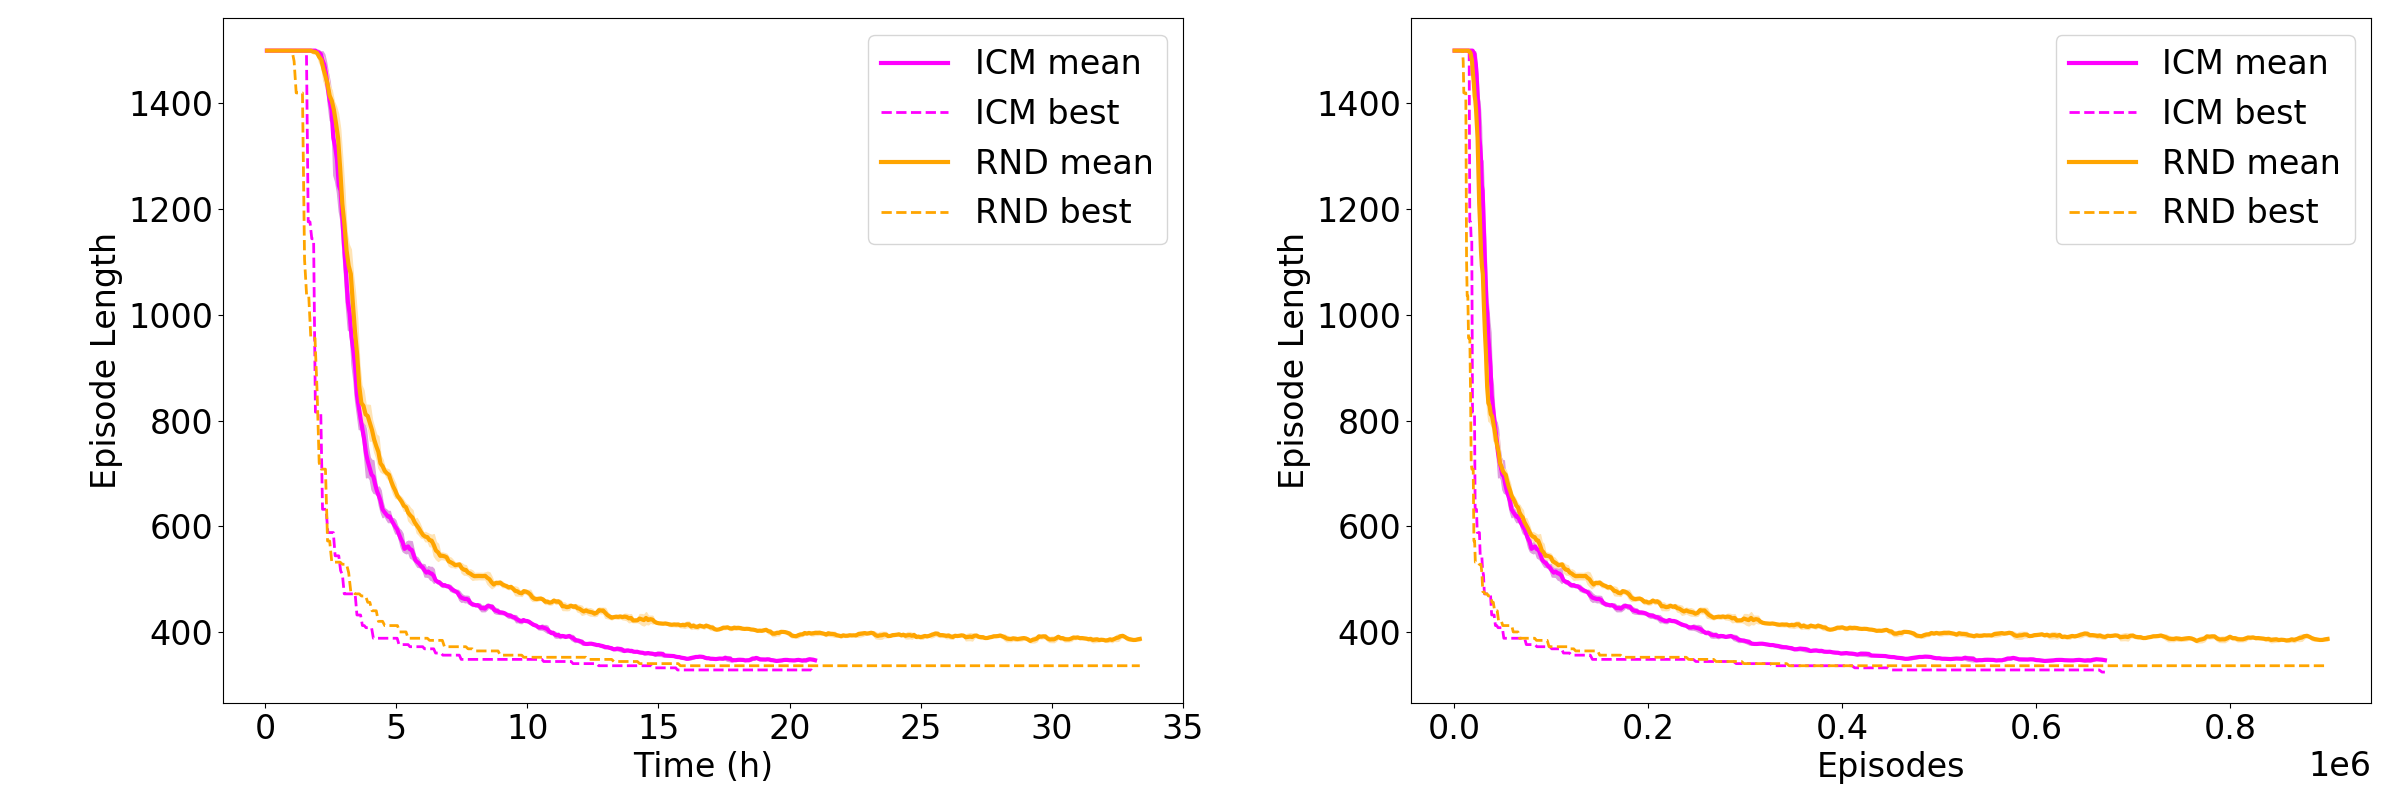 Episode Length
1400
1200
1000
800
600
400
0 5 10 15 20 25 30 35
Time (h)
ICM mean
ICM best
RND mean
RND best
Episode Length
1400
1200
1000
800
600
400
0.0 0.2 0.4 0.6 0.8
Episodes
1e6
ICM mean
ICM best
RND mean
RND best